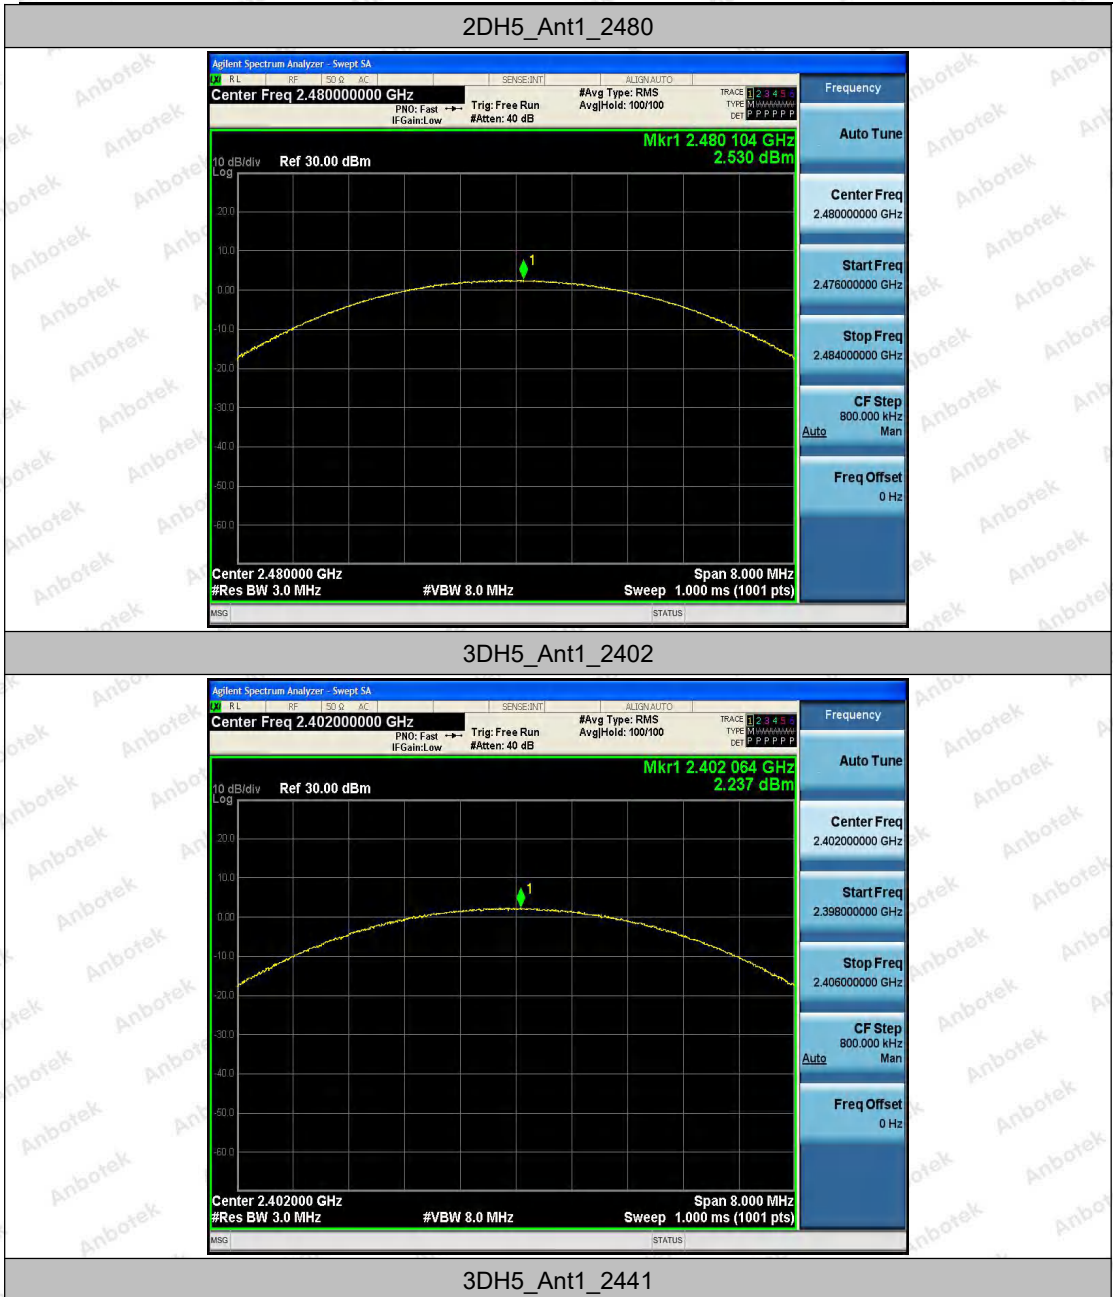 2DH5_Ant1_2480
Agilent Spectrum Analyzer - Swept SA
RL RF 50 Ω AC SENSE:INT ALIGNAUTO
Center Freq 2.480000000 GHz
PNO: Fast
IFGain:Low
Trig: Free Run
#Atten: 40 dB
#Avg Type: RMS
Avg|Hold: 100/100
TRACE 1 2 3 4 5 6
TYPE M
DET P P P P P P
Mkr1 2.480 104 GHz
2.530 dBm
10 dB/div Ref 30.00 dBm
Log
20.0
10.0
0.00
-10.0
-20.0
-30.0
-40.0
-50.0
-60.0
1
Center 2.480000 GHz Span 8.000 MHz
#Res BW 3.0 MHz #VBW 8.0 MHz Sweep 1.000 ms (1001 pts)
MSG STATUS
Frequency
Auto Tune
Center Freq
2.480000000 GHz
Start Freq
2.476000000 GHz
Stop Freq
2.484000000 GHz
CF Step
800.000 kHz
Auto Man
Freq Offset
0 Hz
3DH5_Ant1_2402
Agilent Spectrum Analyzer - Swept SA
RL RF 50 Ω AC SENSE:INT ALIGNAUTO
Center Freq 2.402000000 GHz
PNO: Fast
IFGain:Low
Trig: Free Run
#Atten: 40 dB
#Avg Type: RMS
Avg|Hold: 100/100
TRACE 1 2 3 4 5 6
TYPE M
DET P P P P P P
Mkr1 2.402 064 GHz
2.237 dBm
10 dB/div Ref 30.00 dBm
Log
20.0
10.0
0.00
-10.0
-20.0
-30.0
-40.0
-50.0
-60.0
1
Center 2.402000 GHz Span 8.000 MHz
#Res BW 3.0 MHz #VBW 8.0 MHz Sweep 1.000 ms (1001 pts)
MSG STATUS
Frequency
Auto Tune
Center Freq
2.402000000 GHz
Start Freq
2.398000000 GHz
Stop Freq
2.406000000 GHz
CF Step
800.000 kHz
Auto Man
Freq Offset
0 Hz
3DH5_Ant1_2441
Anbotek